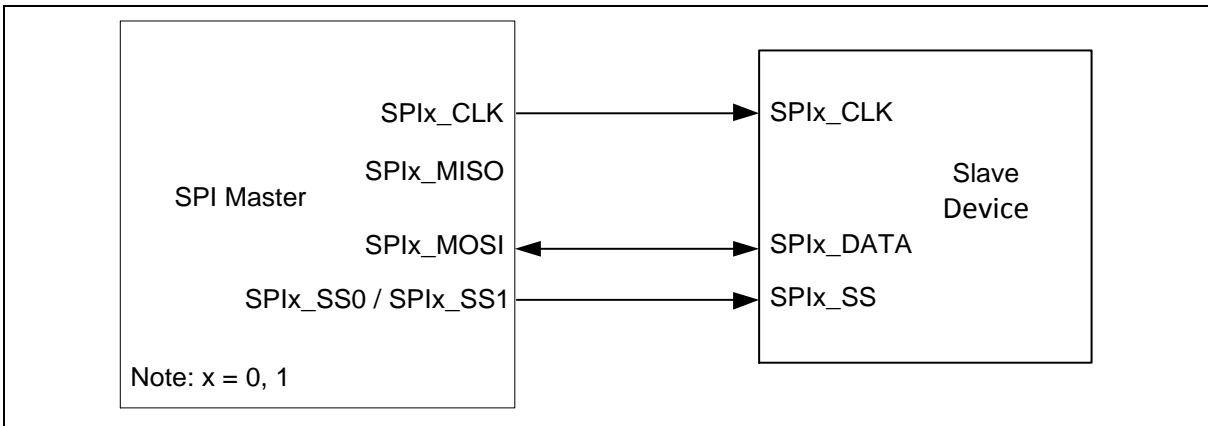 SPIx_CLK
SPIx_MISO
SPI Master
SPIx_MOSI
SPIx_SS0 / SPIx_SS1
Note: x = 0, 1
SPIx_CLK
Slave
Device
SPIx_DATA
SPIx_SS